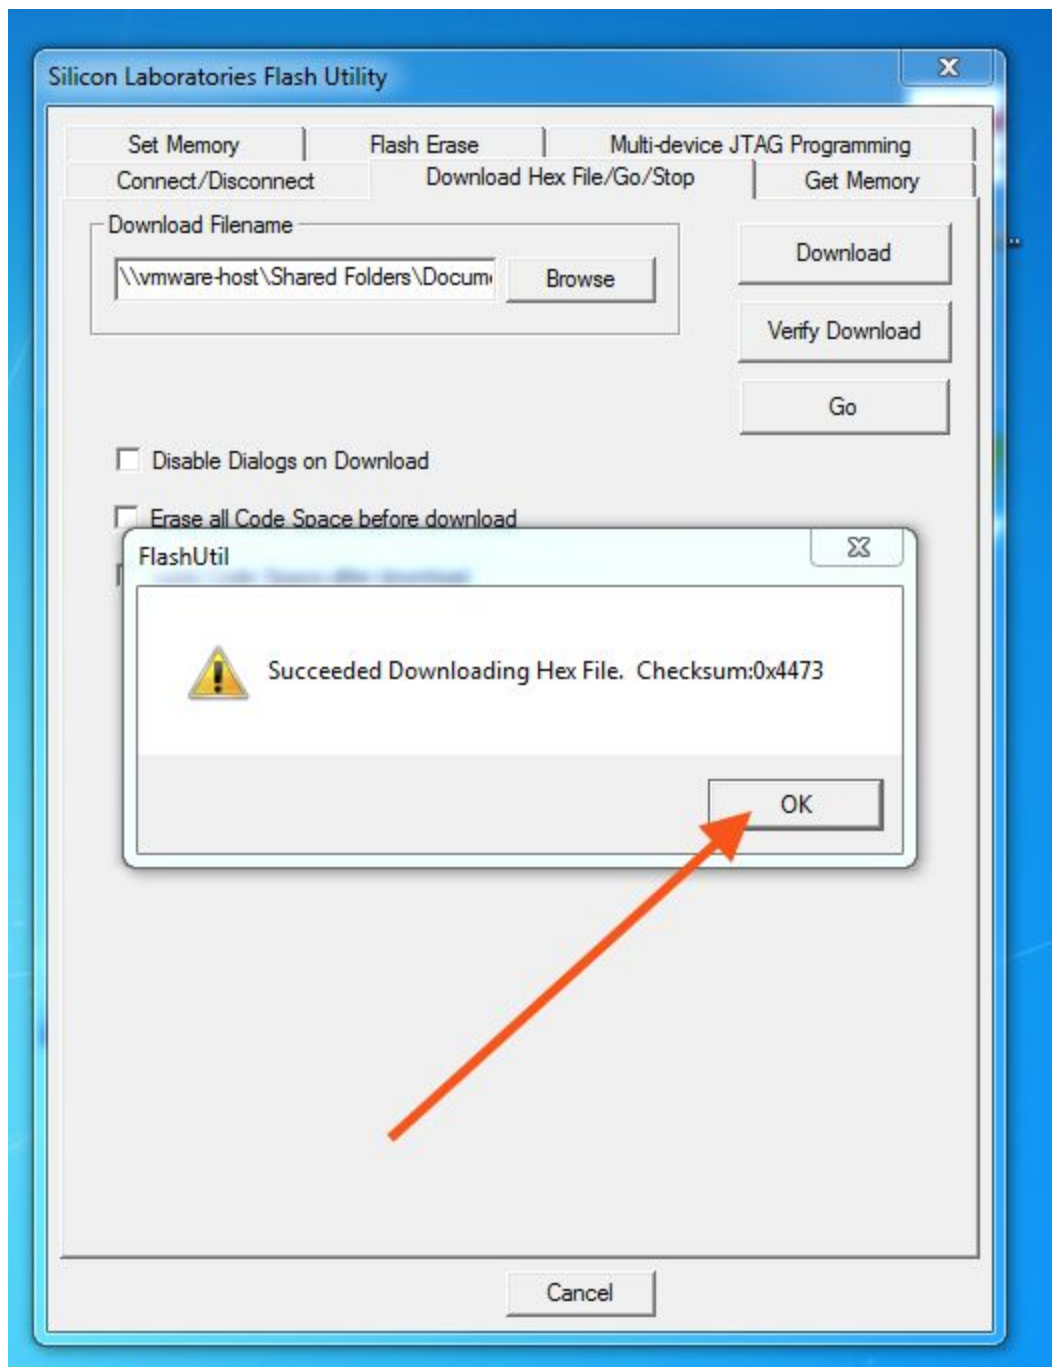 Silicon Laboratories Flash Utility
Set Memory
Flash Erase
Multi-device JTAG Programming
Connect/Disconnect
Download Hex File/Go/Stop
Get Memory
Download Filename
\\vmware-host\Shared Folders\Docum
Browse
Download
Verify Download
Go
Disable Dialogs on Download
Erase all Code Space before download
FlashUtil
Succeeded Downloading Hex File. Checksum:0x4473
OK
Cancel